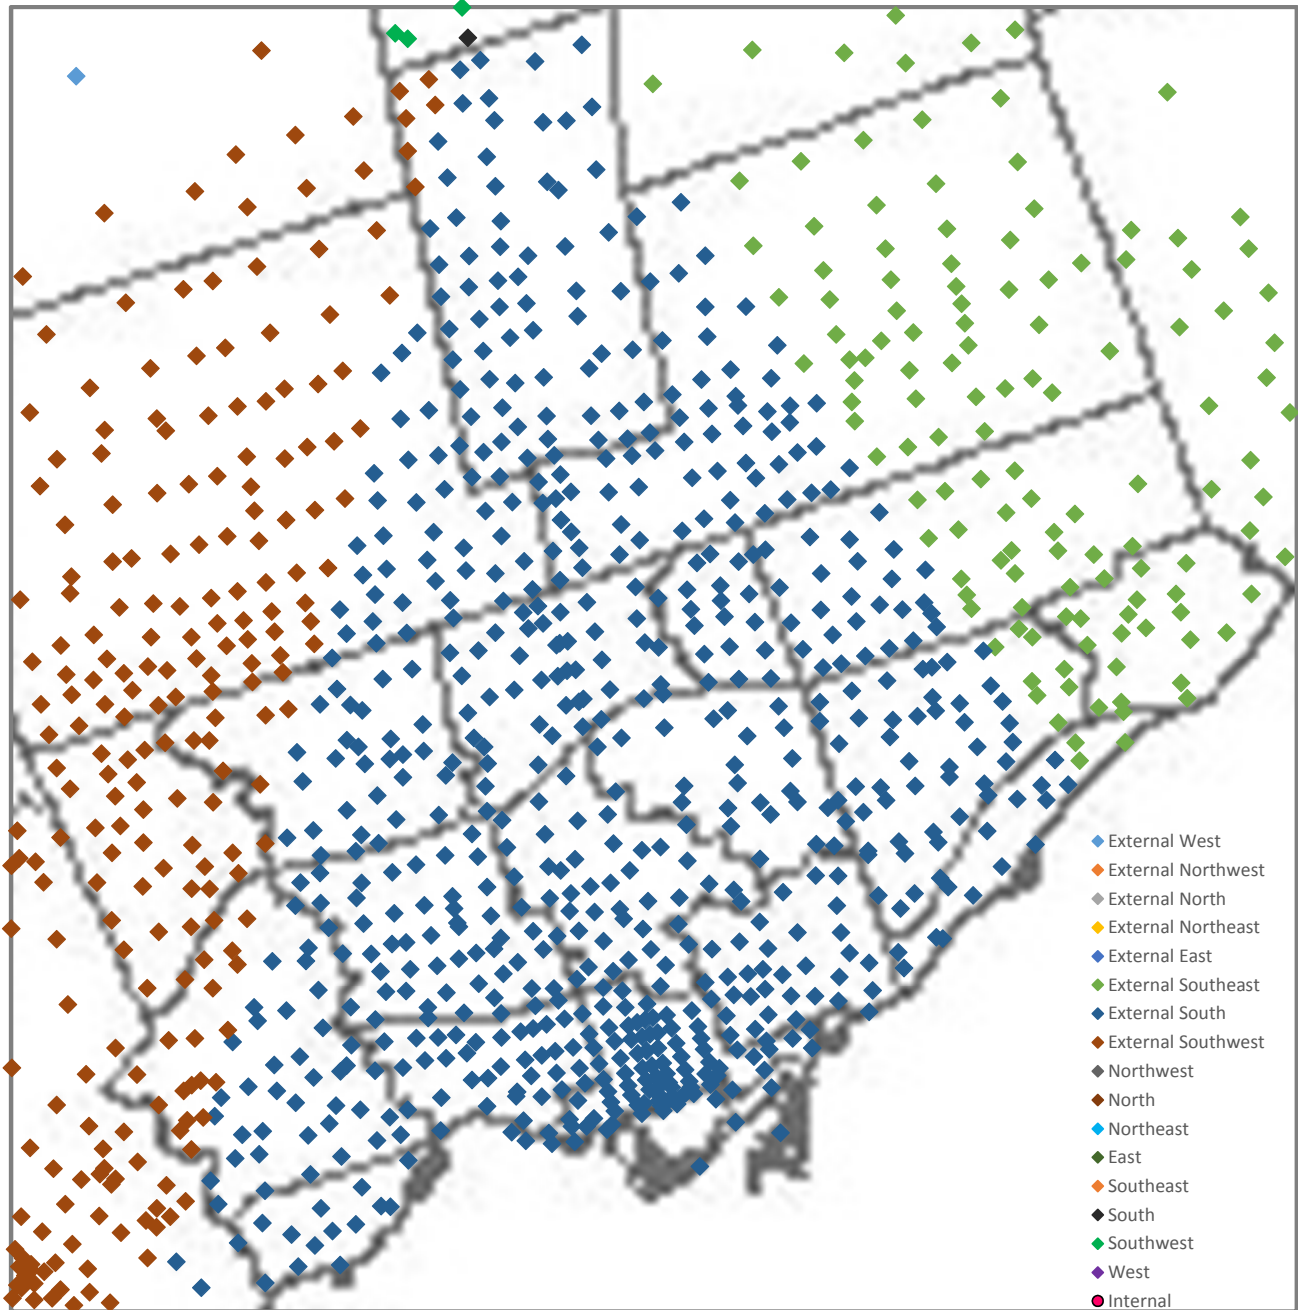 External West
External Northwest
External North
External Northeast
External East
External Southeast
External South
External Southwest
Northwest
North
Northeast
East
Southeast
South
Southwest
West
Internal